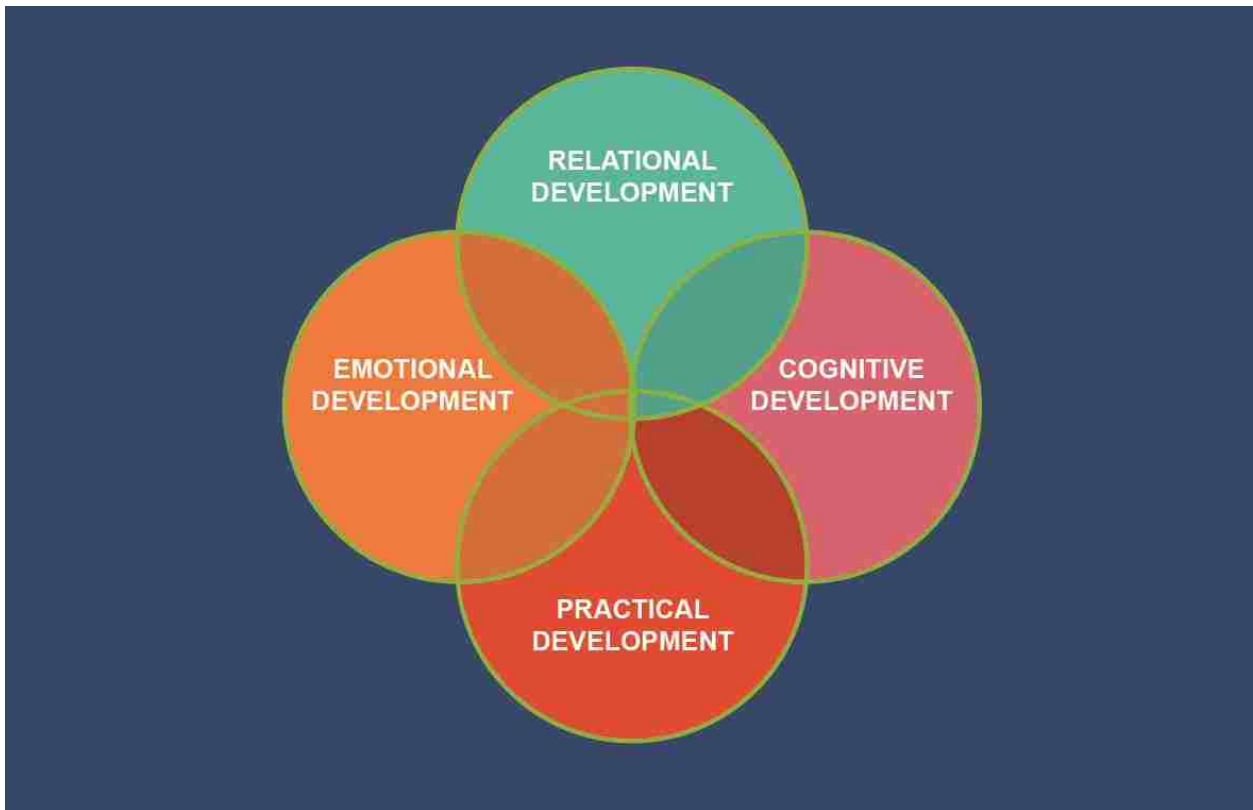 RELATIONAL
DEVELOPMENT
EMOTIONAL
DEVELOPMENT
COGNITIVE
DEVELOPMENT
PRACTICAL
DEVELOPMENT